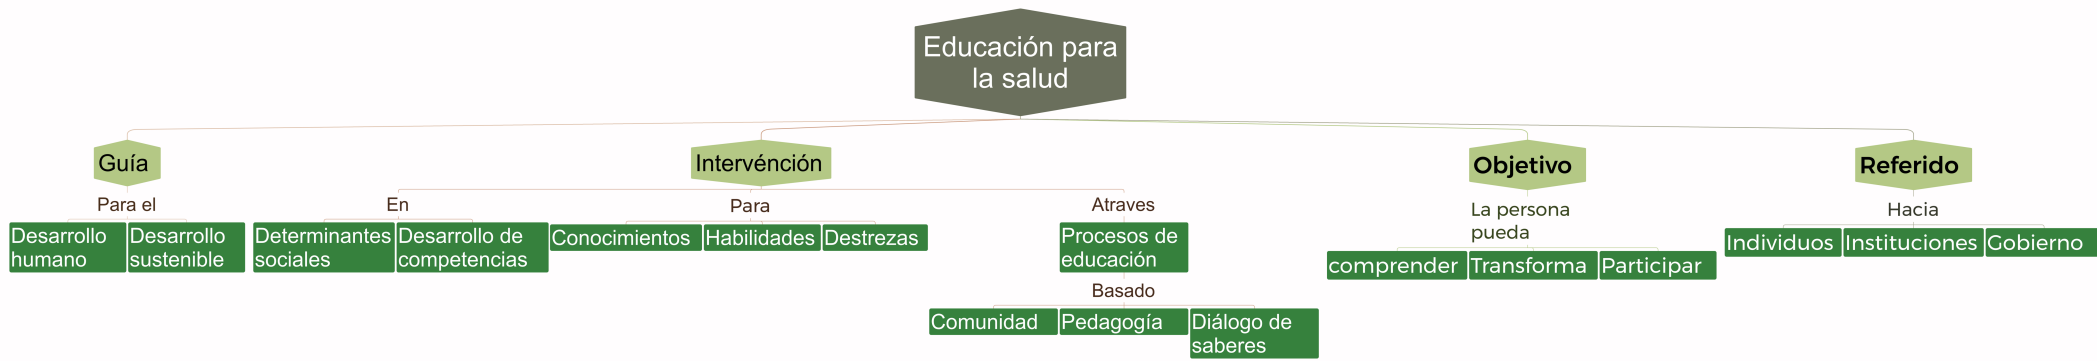 Educación para
la salud
Guía
Intervénción
Objetivo
Referido
Para el
En
Para
Atraves
La persona
pueda
Hacia
Desarrollo
humano
Desarrollo
sustenible
Determinantes
sociales
Desarrollo de
competencias
Conocimientos
Habilidades
Destrezas
Procesos de
educación
comprender
Transforma
Participar
Individuos
Instituciones
Gobierno
Basado
Comunidad
Pedagogía
Diálogo de
saberes